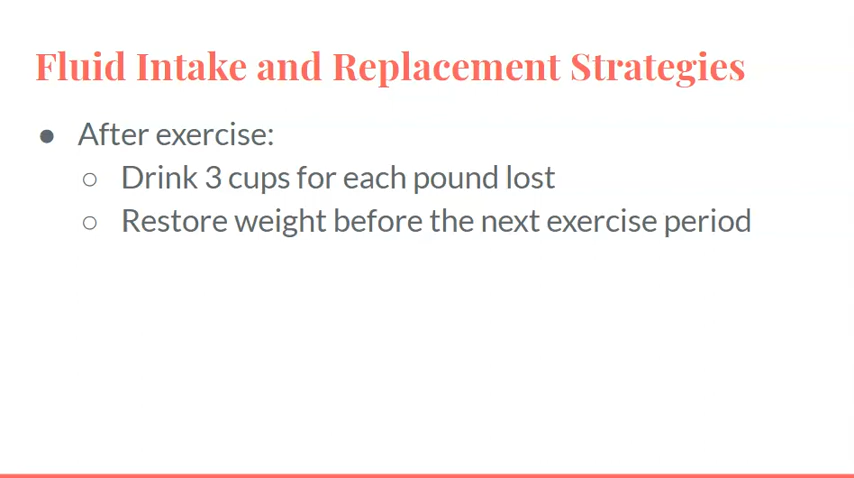 Fluid Intake and Replacement Strategies
● After exercise:
○ Drink 3 cups for each pound lost
○ Restore weight before the next exercise period